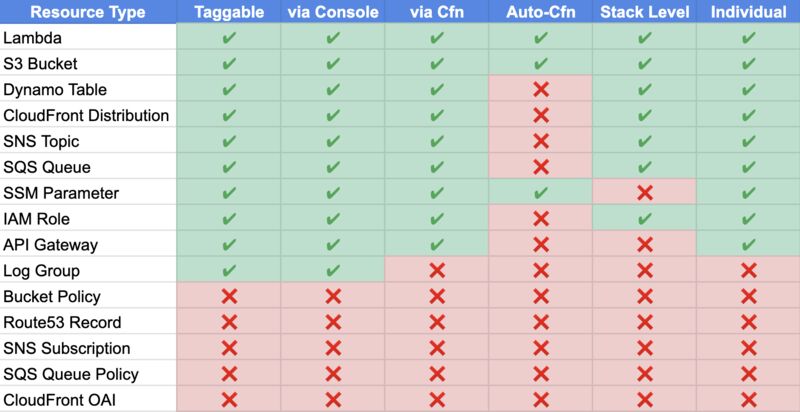 Resource Type Taggable via Console via Cfn Auto-Cfn Stack Level Individual
Lambda ✔ ✔ ✔ ✔ ✔ ✔
S3 Bucket ✔ ✔ ✔ ✔ ✔ ✔
Dynamo Table ✔ ✔ ✔ ❌ ✔ ✔
CloudFront Distribution ✔ ✔ ✔ ❌ ✔ ✔
SNS Topic ✔ ✔ ✔ ❌ ✔ ✔
SQS Queue ✔ ✔ ✔ ❌ ✔ ✔
SSM Parameter ✔ ✔ ✔ ✔ ❌ ✔
IAM Role ✔ ✔ ✔ ❌ ✔ ✔
API Gateway ✔ ✔ ✔ ❌ ❌ ✔
Log Group ✔ ✔ ❌ ❌ ❌ ❌
Bucket Policy ❌ ❌ ❌ ❌ ❌ ❌
Route53 Record ❌ ❌ ❌ ❌ ❌ ❌
SNS Subscription ❌ ❌ ❌ ❌ ❌ ❌
SQS Queue Policy ❌ ❌ ❌ ❌ ❌ ❌
CloudFront OAI ❌ ❌ ❌ ❌ ❌ ❌